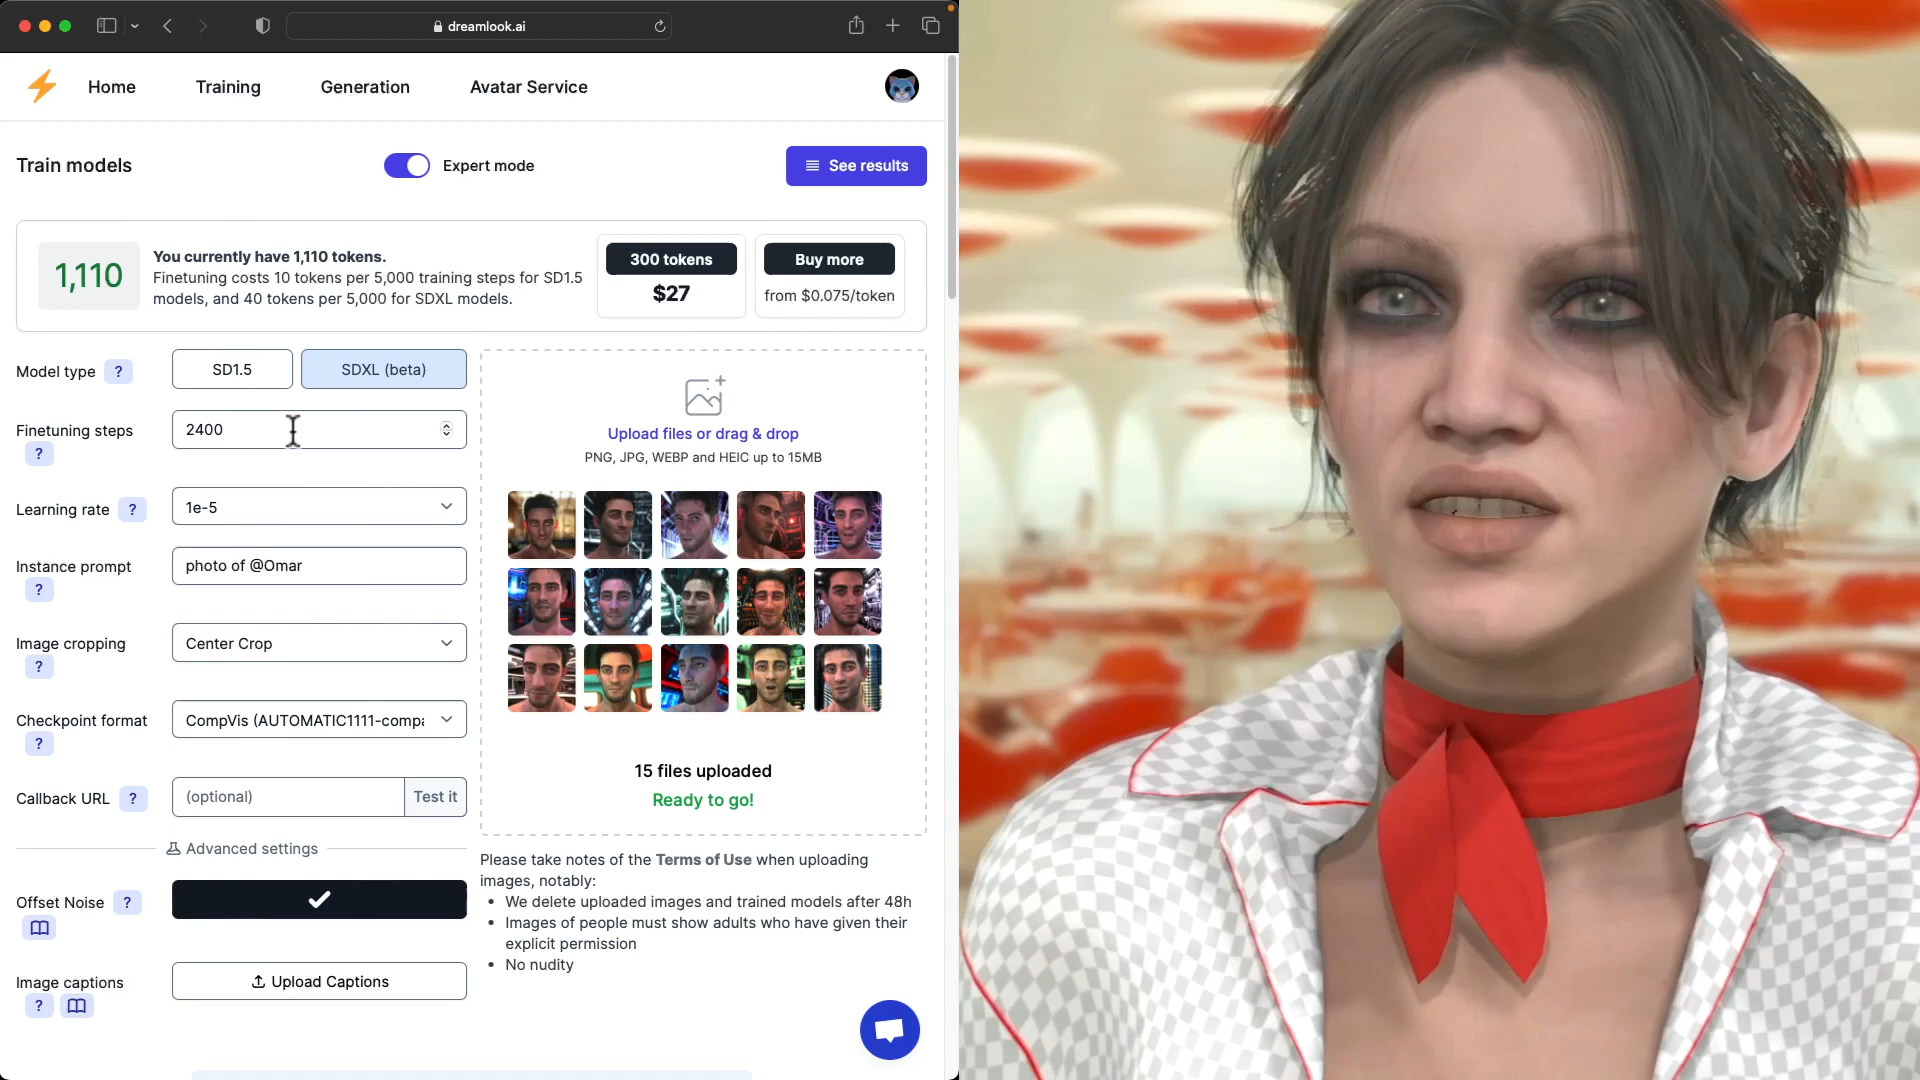 dreamlook.ai
Home
Training
Generation
Avatar Service
Train models
Expert mode
See results
1,110
You currently have 1,110 tokens.
Finetuning costs 10 tokens per 5,000 training steps for SD1.5
models, and 40 tokens per 5,000 for SDXL models.
300 tokens
$27
Buy more
from $0.075/token
Model type ?
SD1.5
SDXL (beta)
Finetuning steps
?
2400
Learning rate ?
1e-5
Instance prompt
?
photo of @Omar
Image cropping
?
Center Crop
Checkpoint format
?
CompVis (AUTOMATIC1111-compa
Callback URL ?
(optional)
Test it
Advanced settings
Offset Noise ?
Image captions
?
Upload Captions
Upload files or drag & drop
PNG, JPG, WEBP and HEIC up to 15MB
15 files uploaded
Ready to go!
Please take notes of the Terms of Use when uploading
images, notably:
• We delete uploaded images and trained models after 48h
• Images of people must show adults who have given their
explicit permission
• No nudity